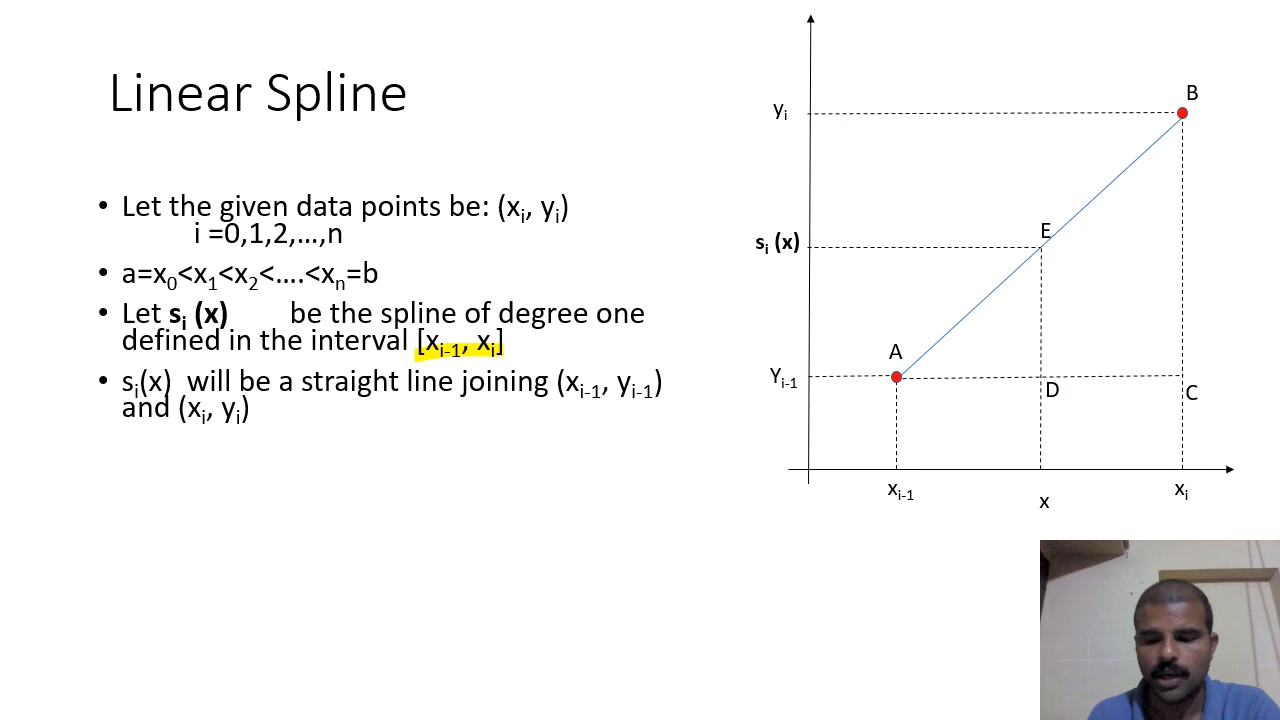 Linear Spline
• Let the given data points be: (xᵢ, yᵢ)
i =0,1,2,...,n
• a=x₀<x₁<x₂<....<xₙ=b
• Let sᵢ (x) be the spline of degree one
defined in the interval [xᵢ₋₁, xᵢ]
• sᵢ(x) will be a straight line joining (xᵢ₋₁, yᵢ₋₁)
and (xᵢ, yᵢ)
B
yᵢ
E
sᵢ (x)
A
Yᵢ₋₁
D
C
xᵢ₋₁
x
xᵢ